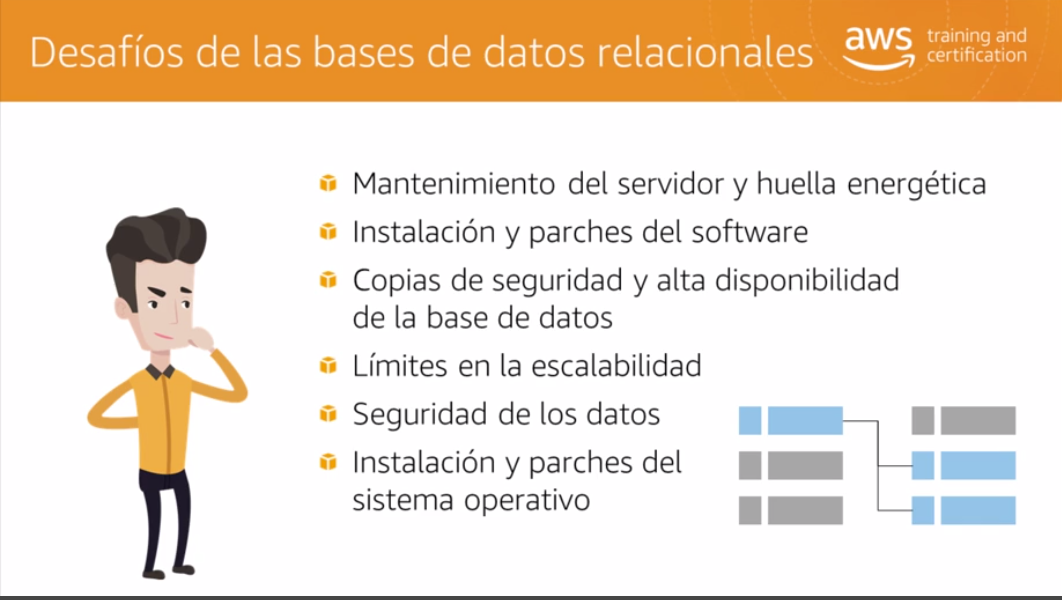 Desafíos de las bases de datos relacionales
aws training and
certification
Mantenimiento del servidor y huella energética
Instalación y parches del software
Copias de seguridad y alta disponibilidad
de la base de datos
Límites en la escalabilidad
Seguridad de los datos
Instalación y parches del
sistema operativo